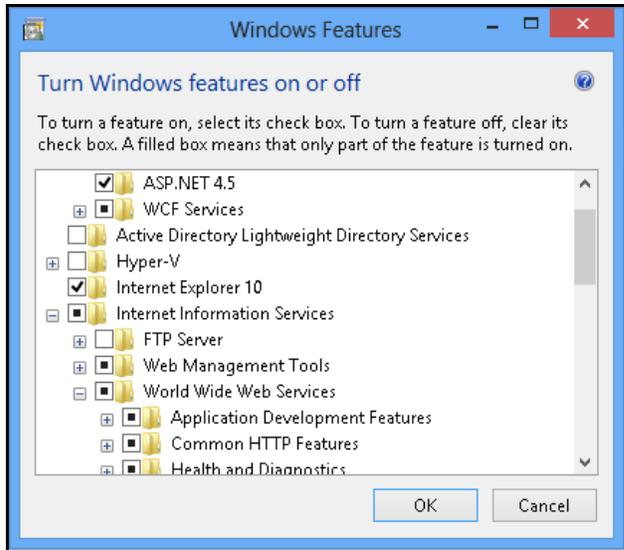 Windows Features
Turn Windows features on or off
To turn a feature on, select its check box. To turn a feature off, clear its
check box. A filled box means that only part of the feature is turned on.
ASP.NET 4.5
WCF Services
Active Directory Lightweight Directory Services
Hyper-V
Internet Explorer 10
Internet Information Services
FTP Server
Web Management Tools
World Wide Web Services
Application Development Features
Common HTTP Features
Health and Diagnostics
OK Cancel